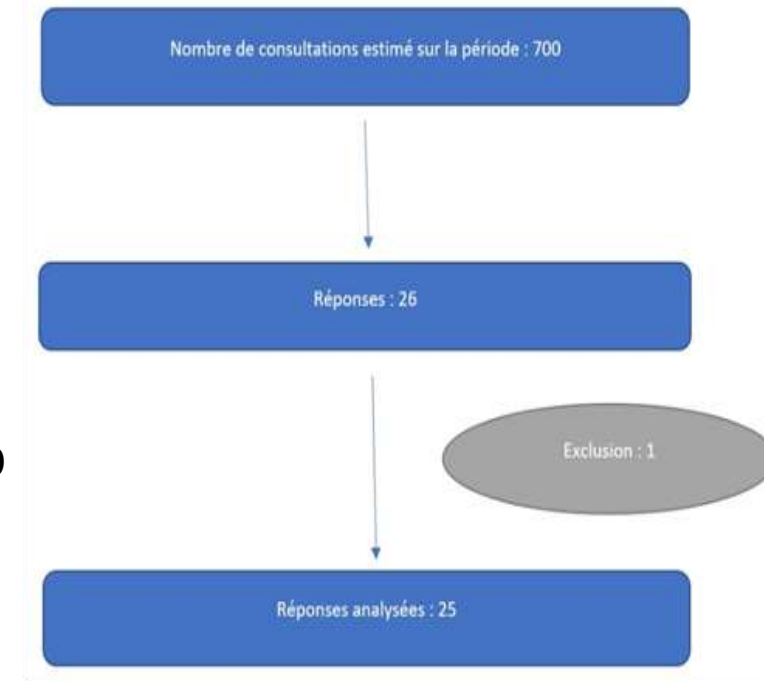 Nombre de consultations estimé sur la période : 700
Réponses : 26
Exclusion : 1
Réponses analysées : 25